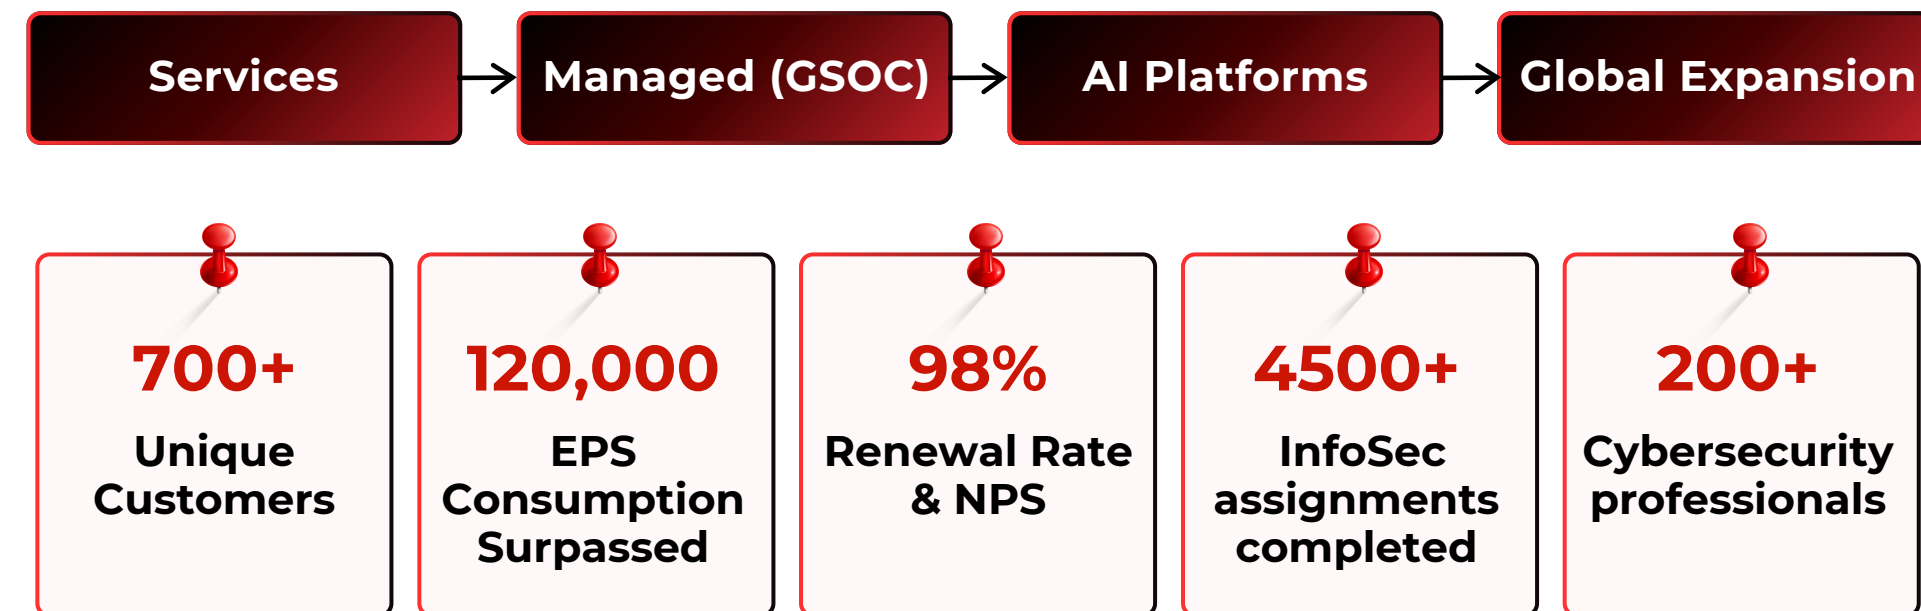 Services
Managed (GSOC)
AI Platforms
Global Expansion
700+
Unique
Customers
120,000
EPS
Consumption
Surpassed
98%
Renewal Rate
& NPS
4500+
InfoSec
assignments
completed
200+
Cybersecurity
professionals